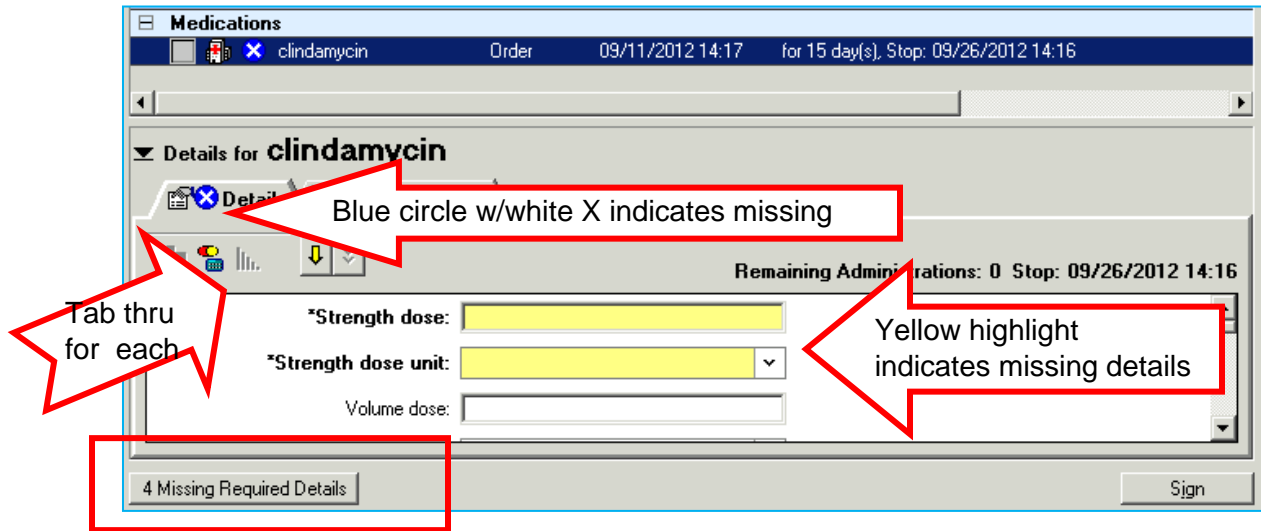 Medications
clindamycin Order 09/11/2012 14:17 for 15 day(s), Stop: 09/26/2012 14:16
Details for clindamycin
Blue circle w/white X indicates missing
Remaining Administrations: 0 Stop: 09/26/2012 14:16
Tab thru
for each
*Strength dose:
*Strength dose unit:
Volume dose:
Yellow highlight
indicates missing details
4 Missing Required Details
Sign